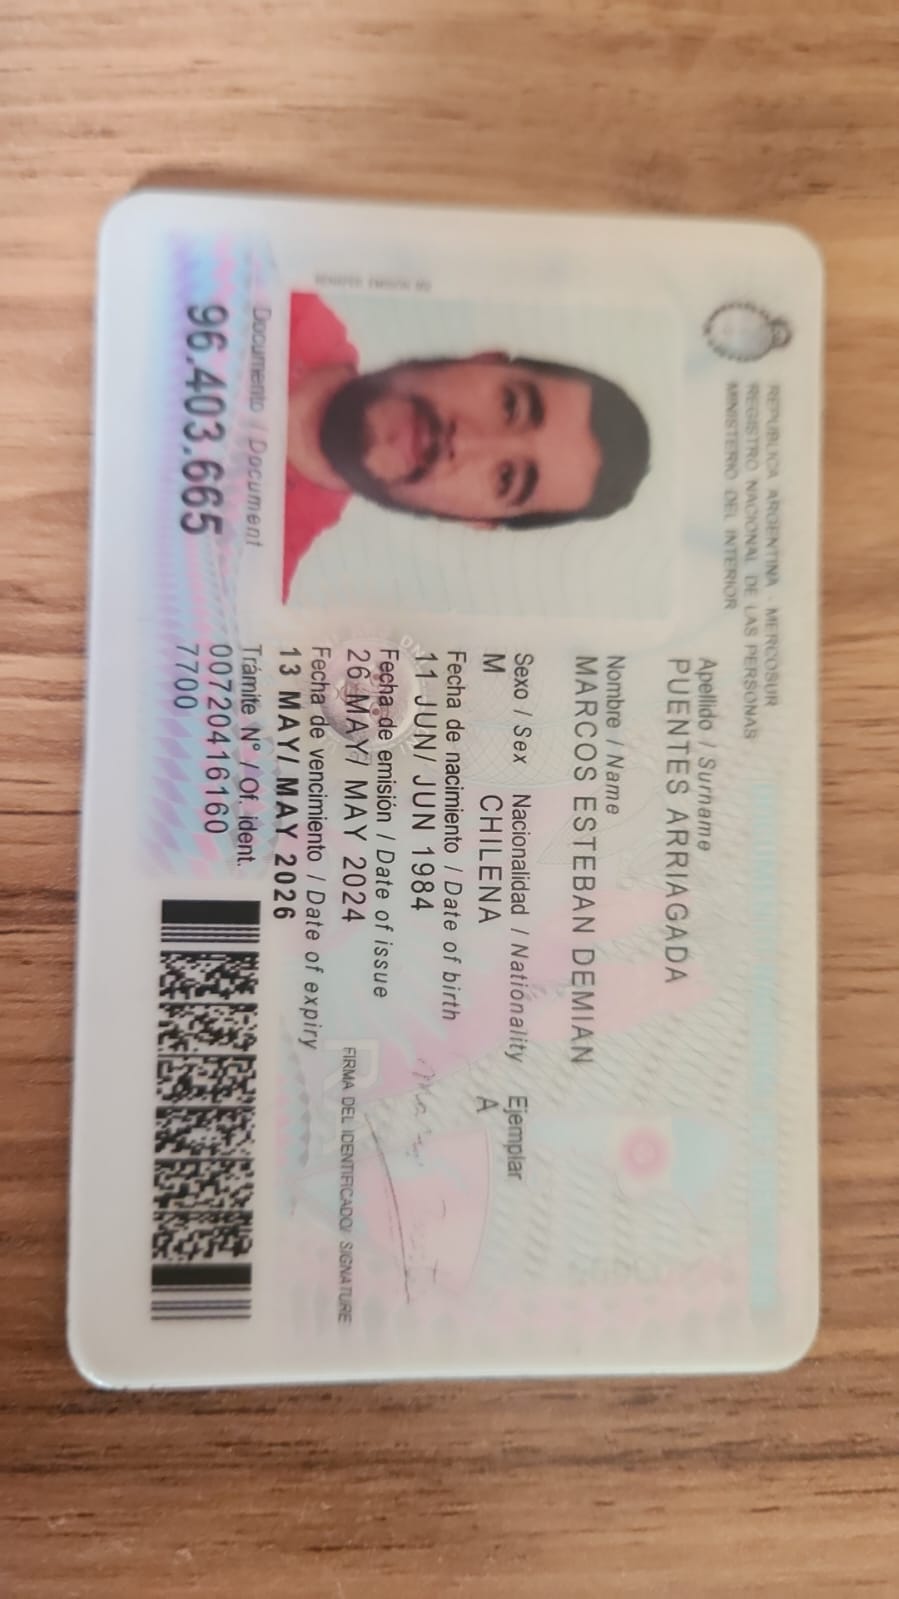 REPUBLICA ARGENTINA - MERCOSUR
REGISTRO NACIONAL DE LAS PERSONAS
MINISTERIO DEL INTERIOR
Apellido / Surname
PUENTES ARRIAGADA
Nombre / Name
MARCOS ESTEBAN DEMIAN
Sexo / Sex Nacionalidad / Nationality Ejemplar
M CHILENA A
Fecha de nacimiento / Date of birth
11 JUN/ JUN 1984
Fecha de emisión / Date of issue
26 MAY/ MAY 2024
Fecha de vencimiento / Date of expiry
13 MAY/ MAY 2026
FIRMA DEL IDENTIFICADO/ SIGNATURE
Documento / Document
96.403.665
Trámite N° / Of. ident.
00720416160
7700